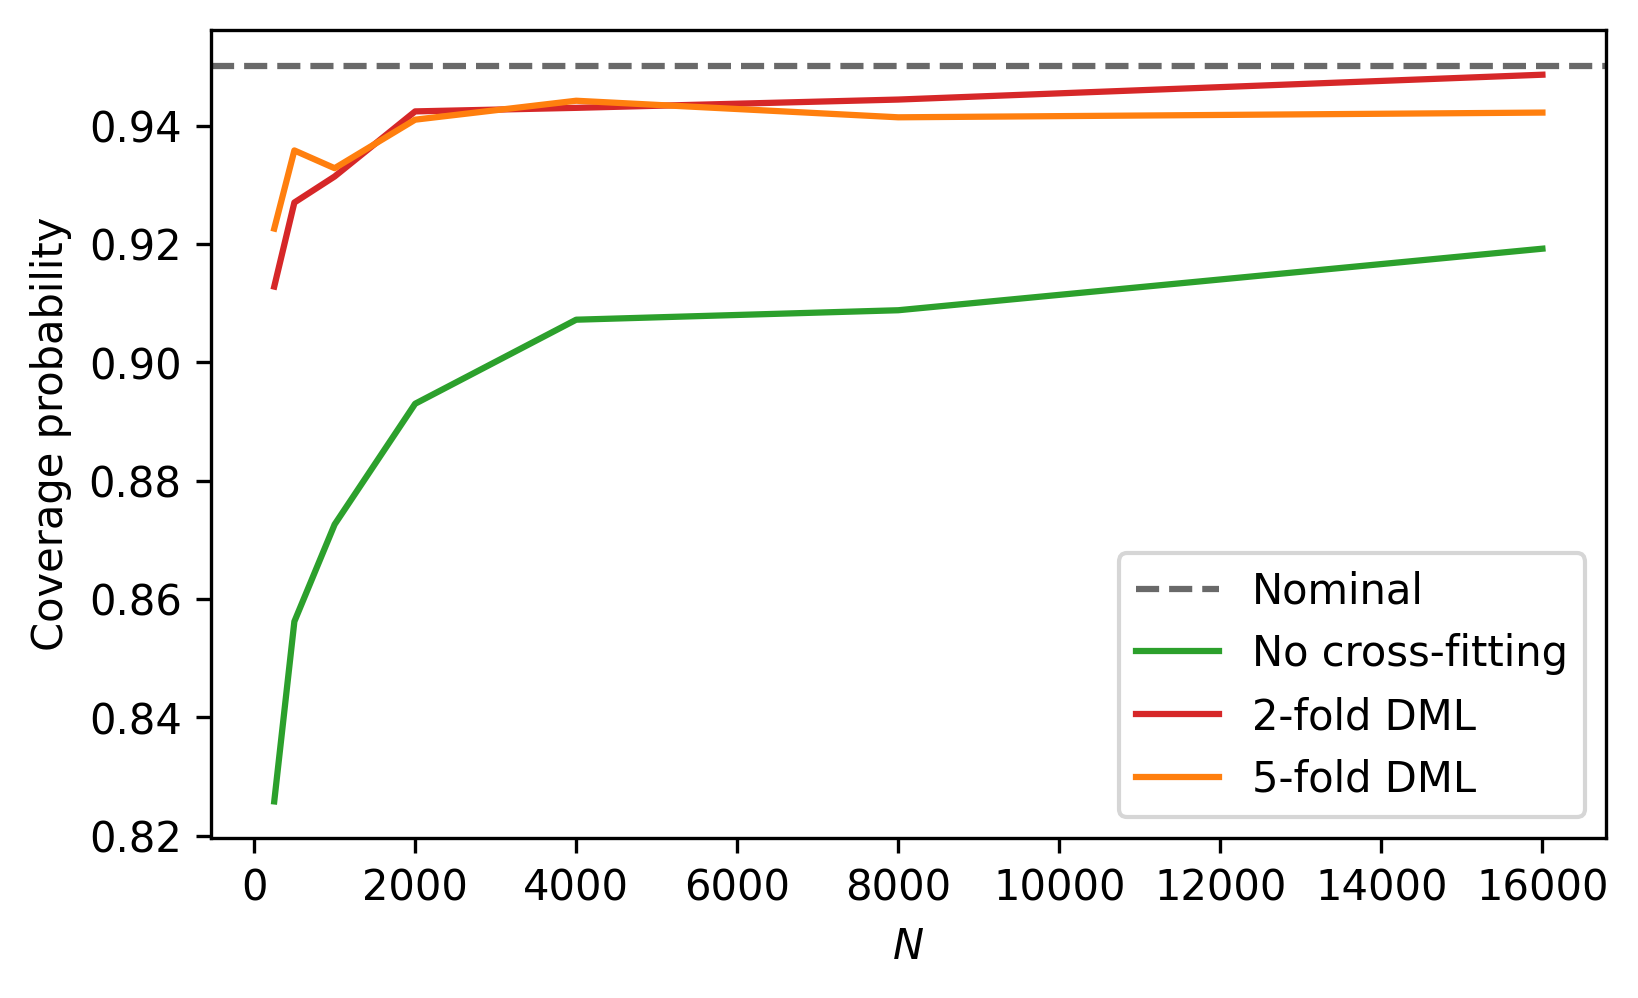 Coverage probability
0.94
0.92
0.90
0.88
0.86
0.84
0.82
0 2000 4000 6000 8000 10000 12000 14000 16000
N
Nominal
No cross-fitting
2-fold DML
5-fold DML